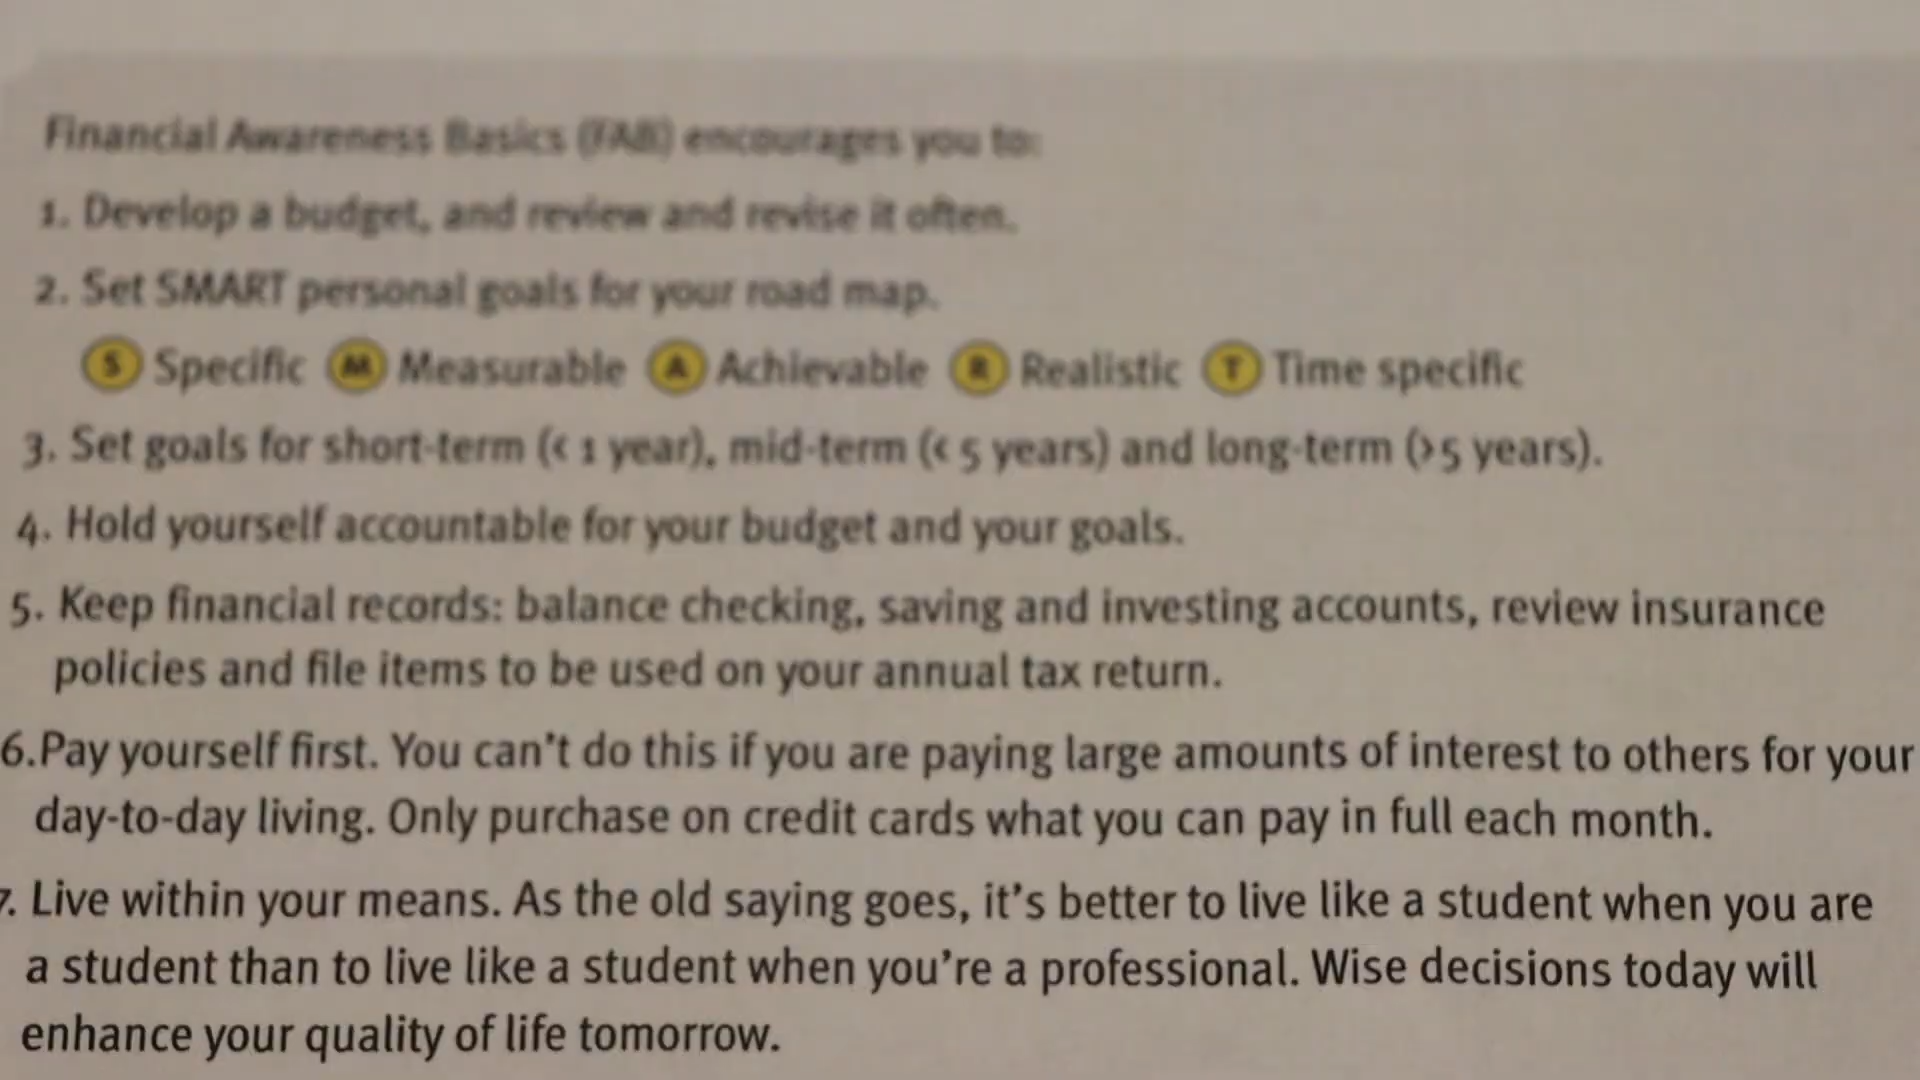 Financial Awareness Basics (FAB) encourages you to:
1. Develop a budget, and review and revise it often.
2. Set SMART personal goals for your road map.
S Specific M Measurable A Achievable R Realistic T Time specific
3. Set goals for short-term (< 1 year), mid-term (< 5 years) and long-term (>5 years).
4. Hold yourself accountable for your budget and your goals.
5. Keep financial records: balance checking, saving and investing accounts, review insurance
policies and file items to be used on your annual tax return.
6.Pay yourself first. You can't do this if you are paying large amounts of interest to others for your
day-to-day living. Only purchase on credit cards what you can pay in full each month.
7. Live within your means. As the old saying goes, it's better to live like a student when you are
a student than to live like a student when you're a professional. Wise decisions today will
enhance your quality of life tomorrow.